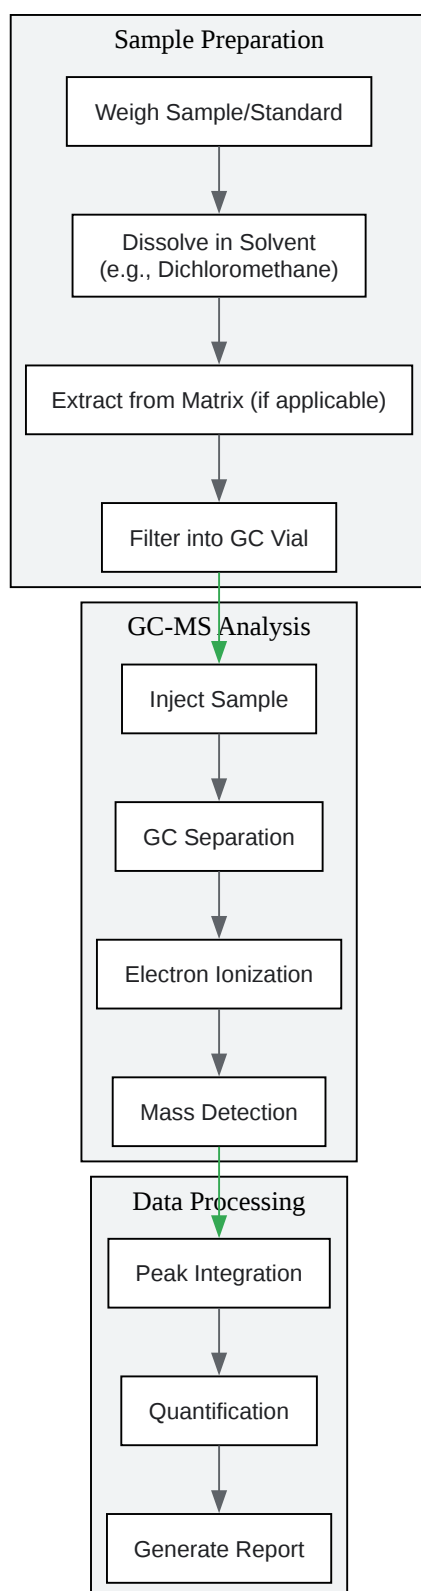 Sample Preparation
Weigh Sample/Standard
Dissolve in Solvent
(e.g., Dichloromethane)
Extract from Matrix (if applicable)
Filter into GC Vial
GC-MS Analysis
Inject Sample
GC Separation
Electron Ionization
Mass Detection
Data Processing
Peak Integration
Quantification
Generate Report